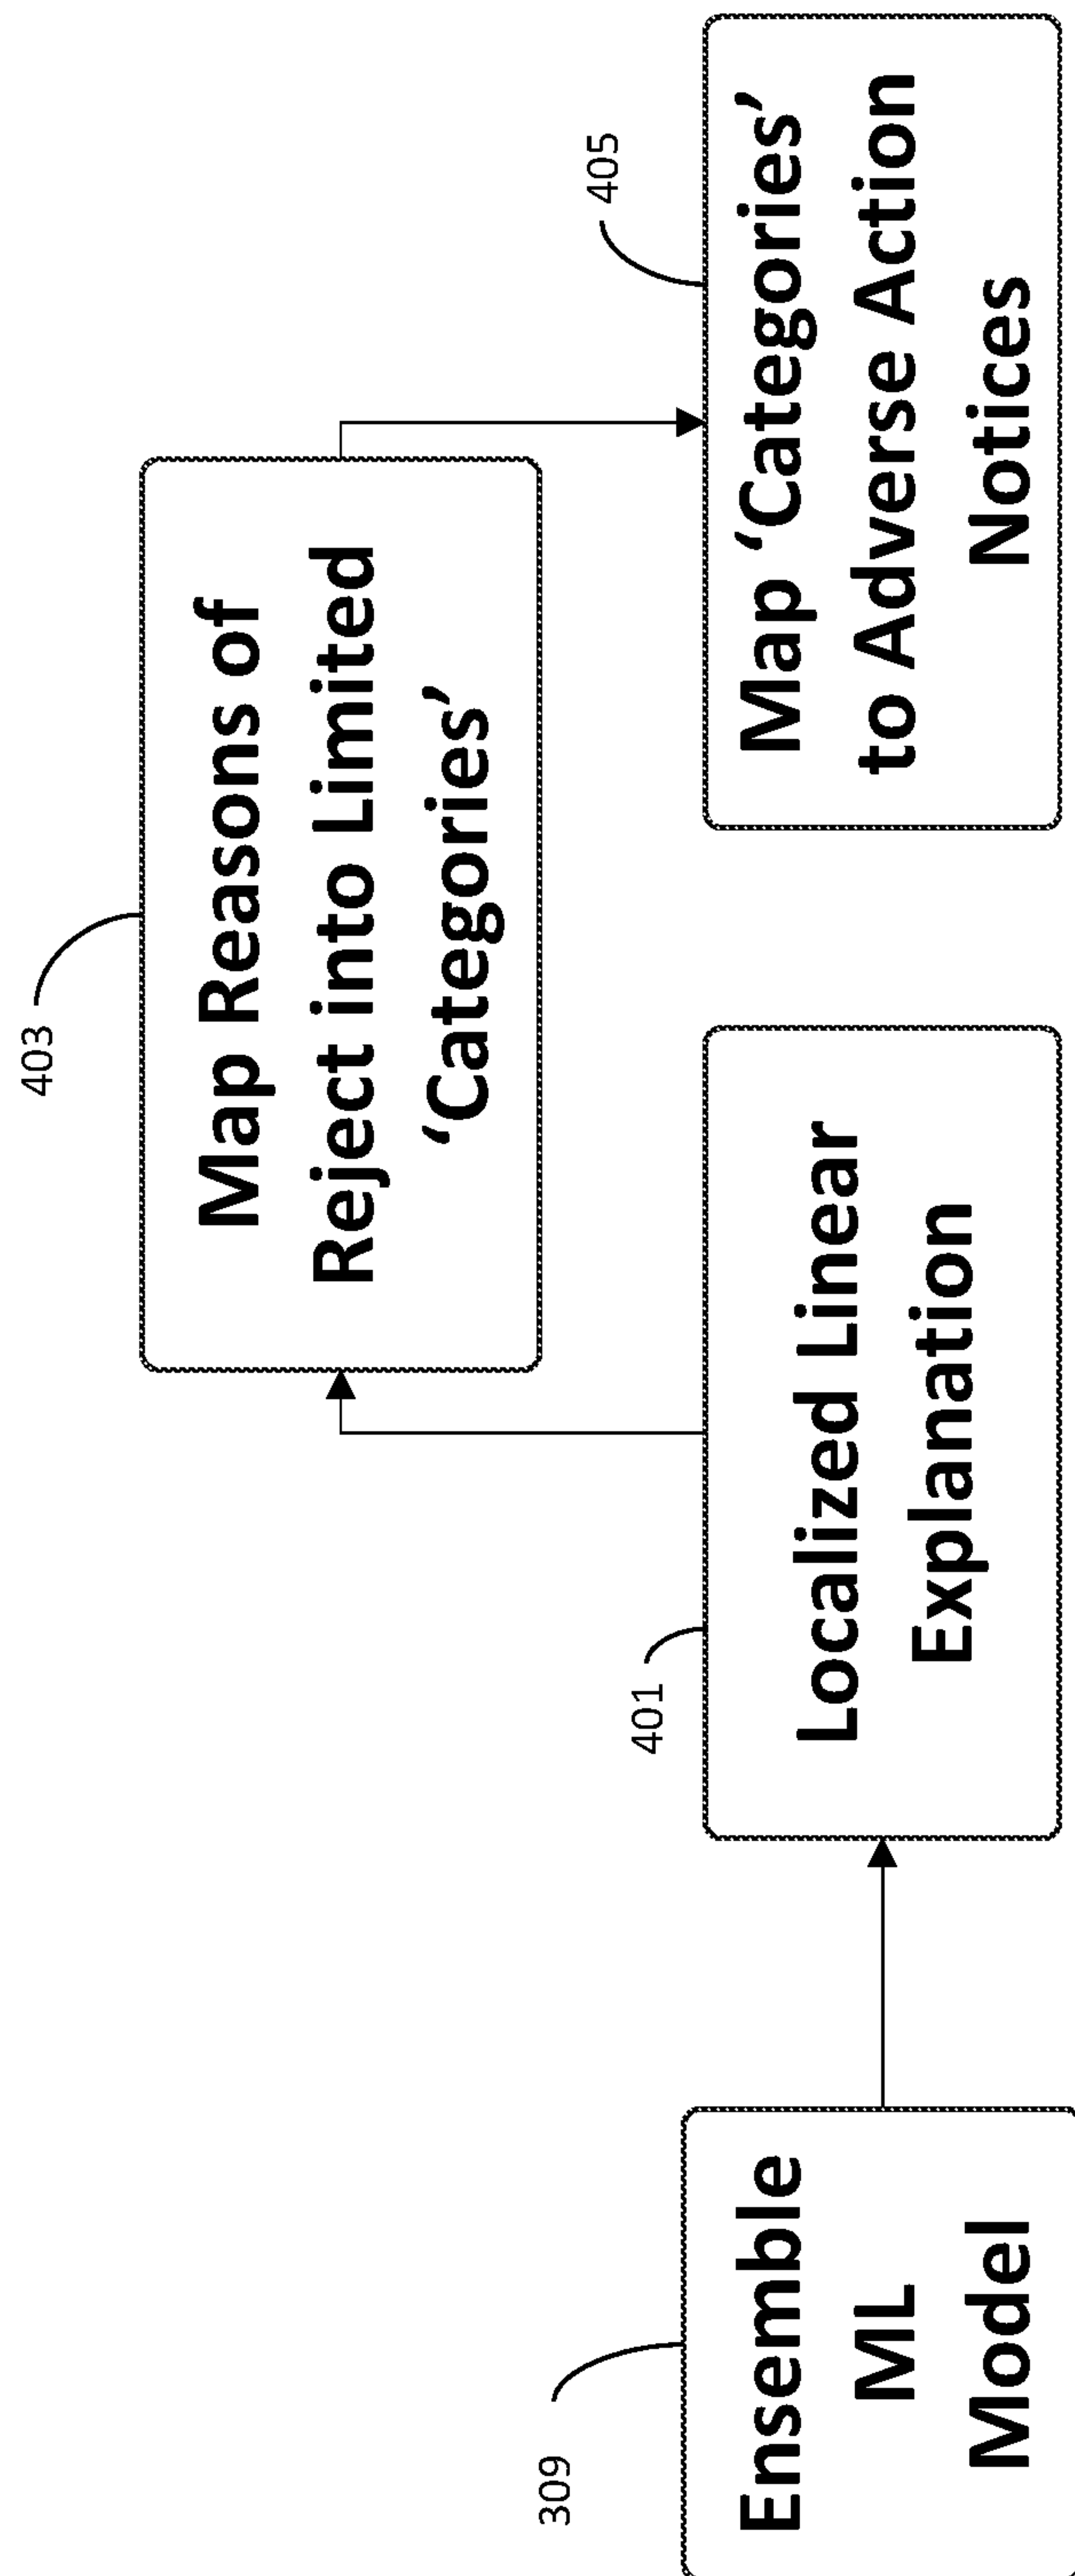 309
Ensemble
ML
Model
401
Localized Linear
Explanation
403
Map Reasons of
Reject into Limited
‘Categories’
405
Map ‘Categories’
to Adverse Action
Notices